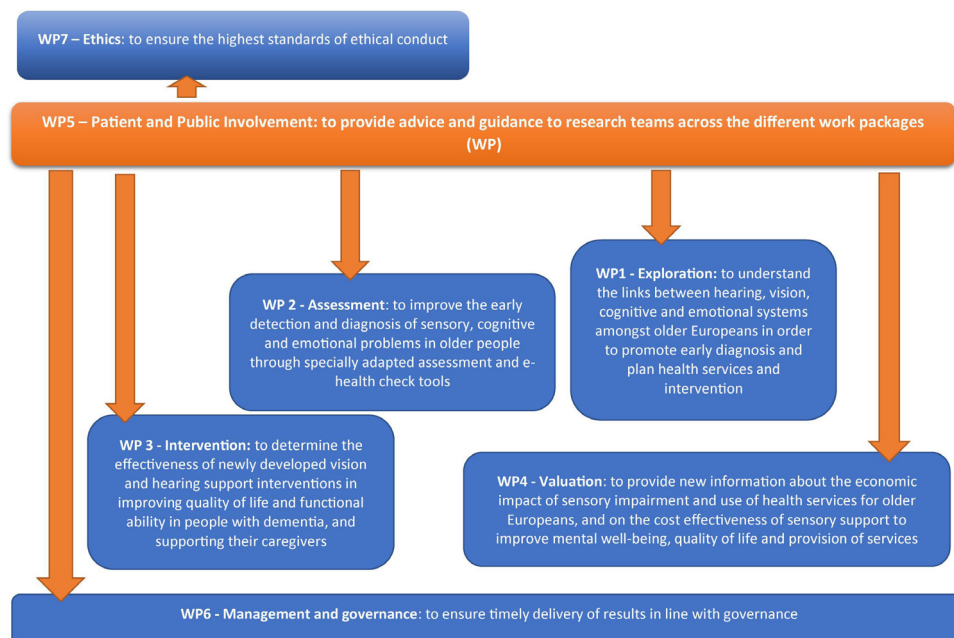 WP7 – Ethics: to ensure the highest standards of ethical conduct
WP5 – Patient and Public Involvement: to provide advice and guidance to research teams across the different work packages
(WP)
WP1 - Exploration: to understand
the links between hearing, vision,
cognitive and emotional systems
amongst older Europeans in order
to promote early diagnosis and
plan health services and
intervention
WP 2 - Assessment: to improve the early
detection and diagnosis of sensory, cognitive
and emotional problems in older people
through specially adapted assessment and e-
health check tools
WP 3 - Intervention: to determine the
effectiveness of newly developed vision
and hearing support interventions in
improving quality of life and functional
ability in people with dementia, and
supporting their caregivers
WP4 - Valuation: to provide new information about the economic
impact of sensory impairment and use of health services for older
Europeans, and on the cost effectiveness of sensory support to
improve mental well-being, quality of life and provision of services
WP6 - Management and governance: to ensure timely delivery of results in line with governance